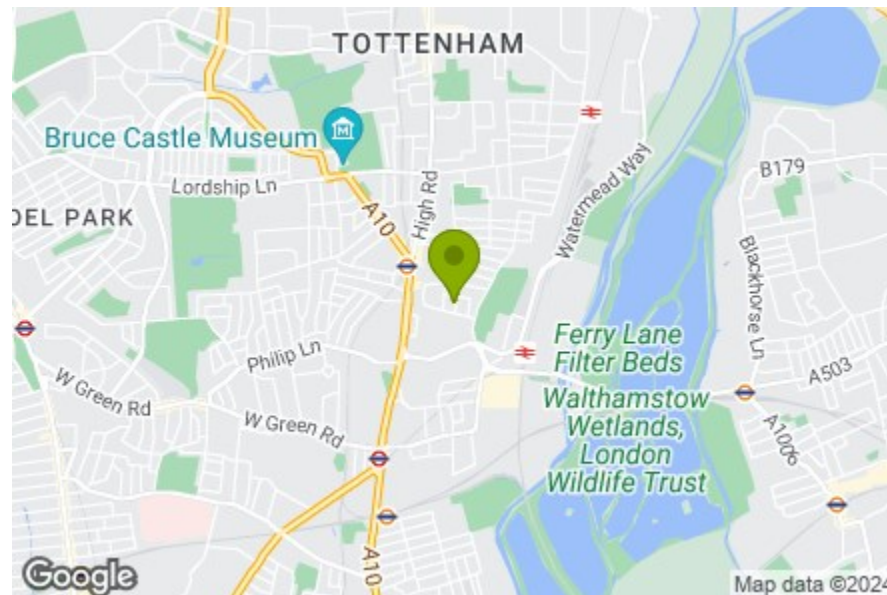 TOTTENHAM
Bruce Castle Museum
M
Lordship Ln
OEL PARK
A10
High Rd
Watermead Way
B179
Blackhorse Ln
Philip Ln
W Green Rd
W Green Rd
Ferry Lane
Filter Beds
Walthamstow
Wetlands,
London
Wildlife Trust
A503
A1006
A10
Google
Map data ©2024